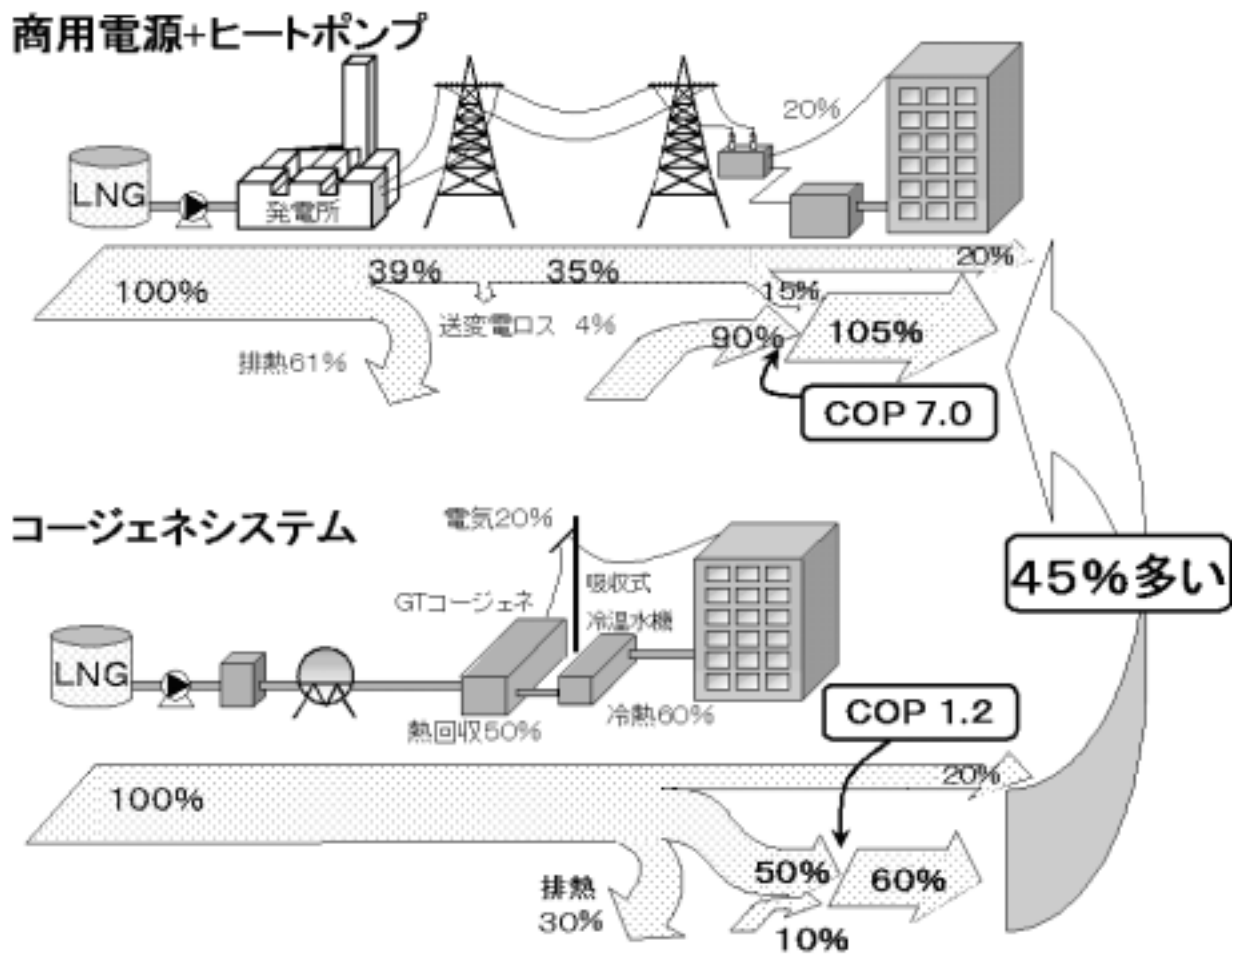 商用電源+ヒートポンプ
20%
LNG
発電所
100%
39%
35%
20%
15%
送変電ロス 4%
90%
105%
排熱61%
COP 7.0
コージェネシステム
電気20%
45%多い
吸収式
冷温水機
GTコージェネ
LNG
熱回収50%
冷熱60%
COP 1.2
100%
20%
50%
60%
排熱
30%
10%